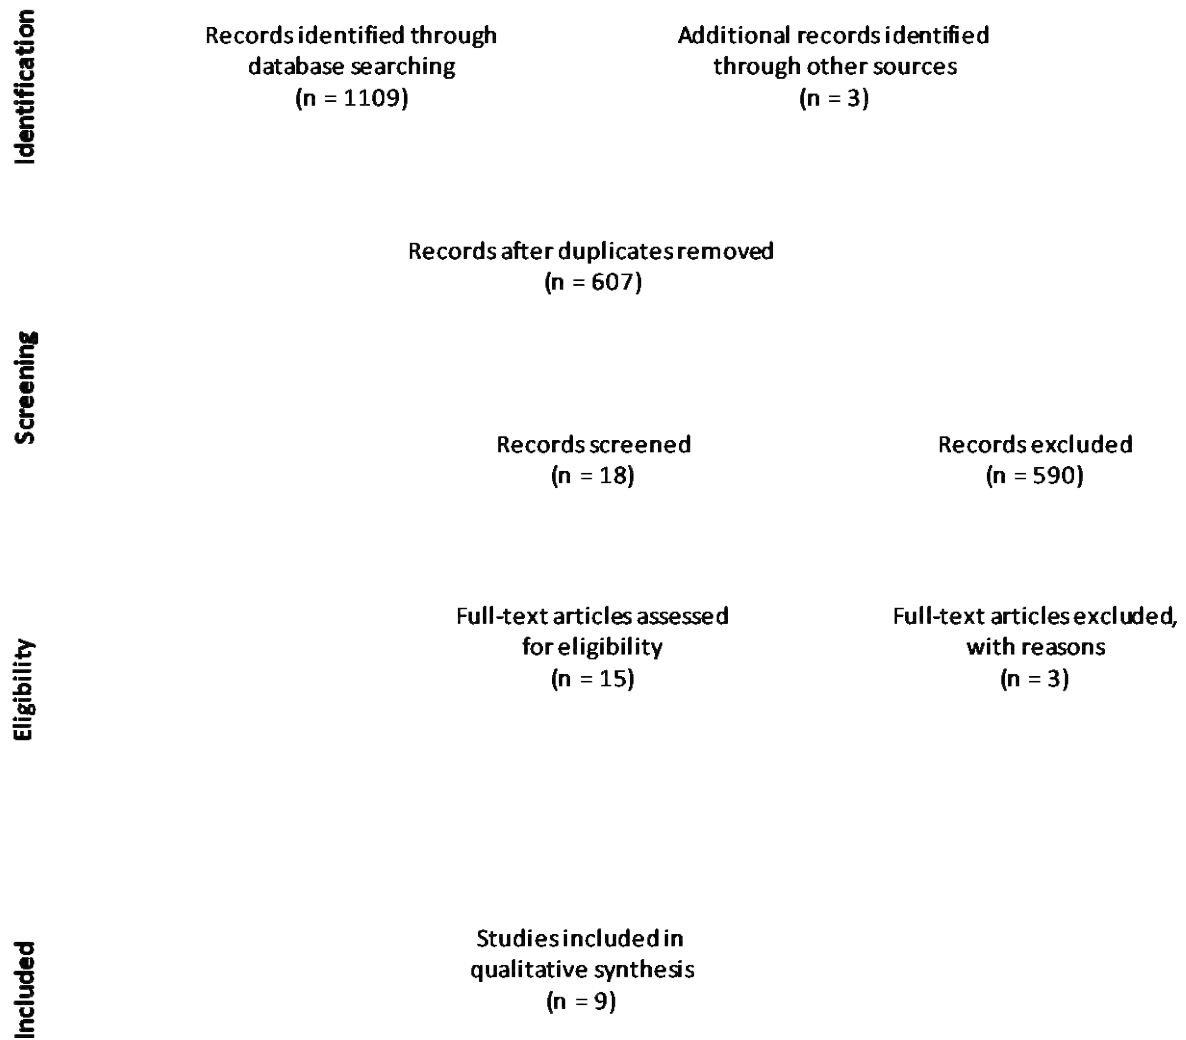 Identification
Records identified through
database searching
(n = 1109)
Additional records identified
through other sources
(n = 3)
Records after duplicates removed
(n = 607)
Screening
Records screened
(n = 18)
Records excluded
(n = 590)
Eligibility
Full-text articles assessed
for eligibility
(n = 15)
Full-text articles excluded,
with reasons
(n = 3)
Included
Studies included in
qualitative synthesis
(n = 9)